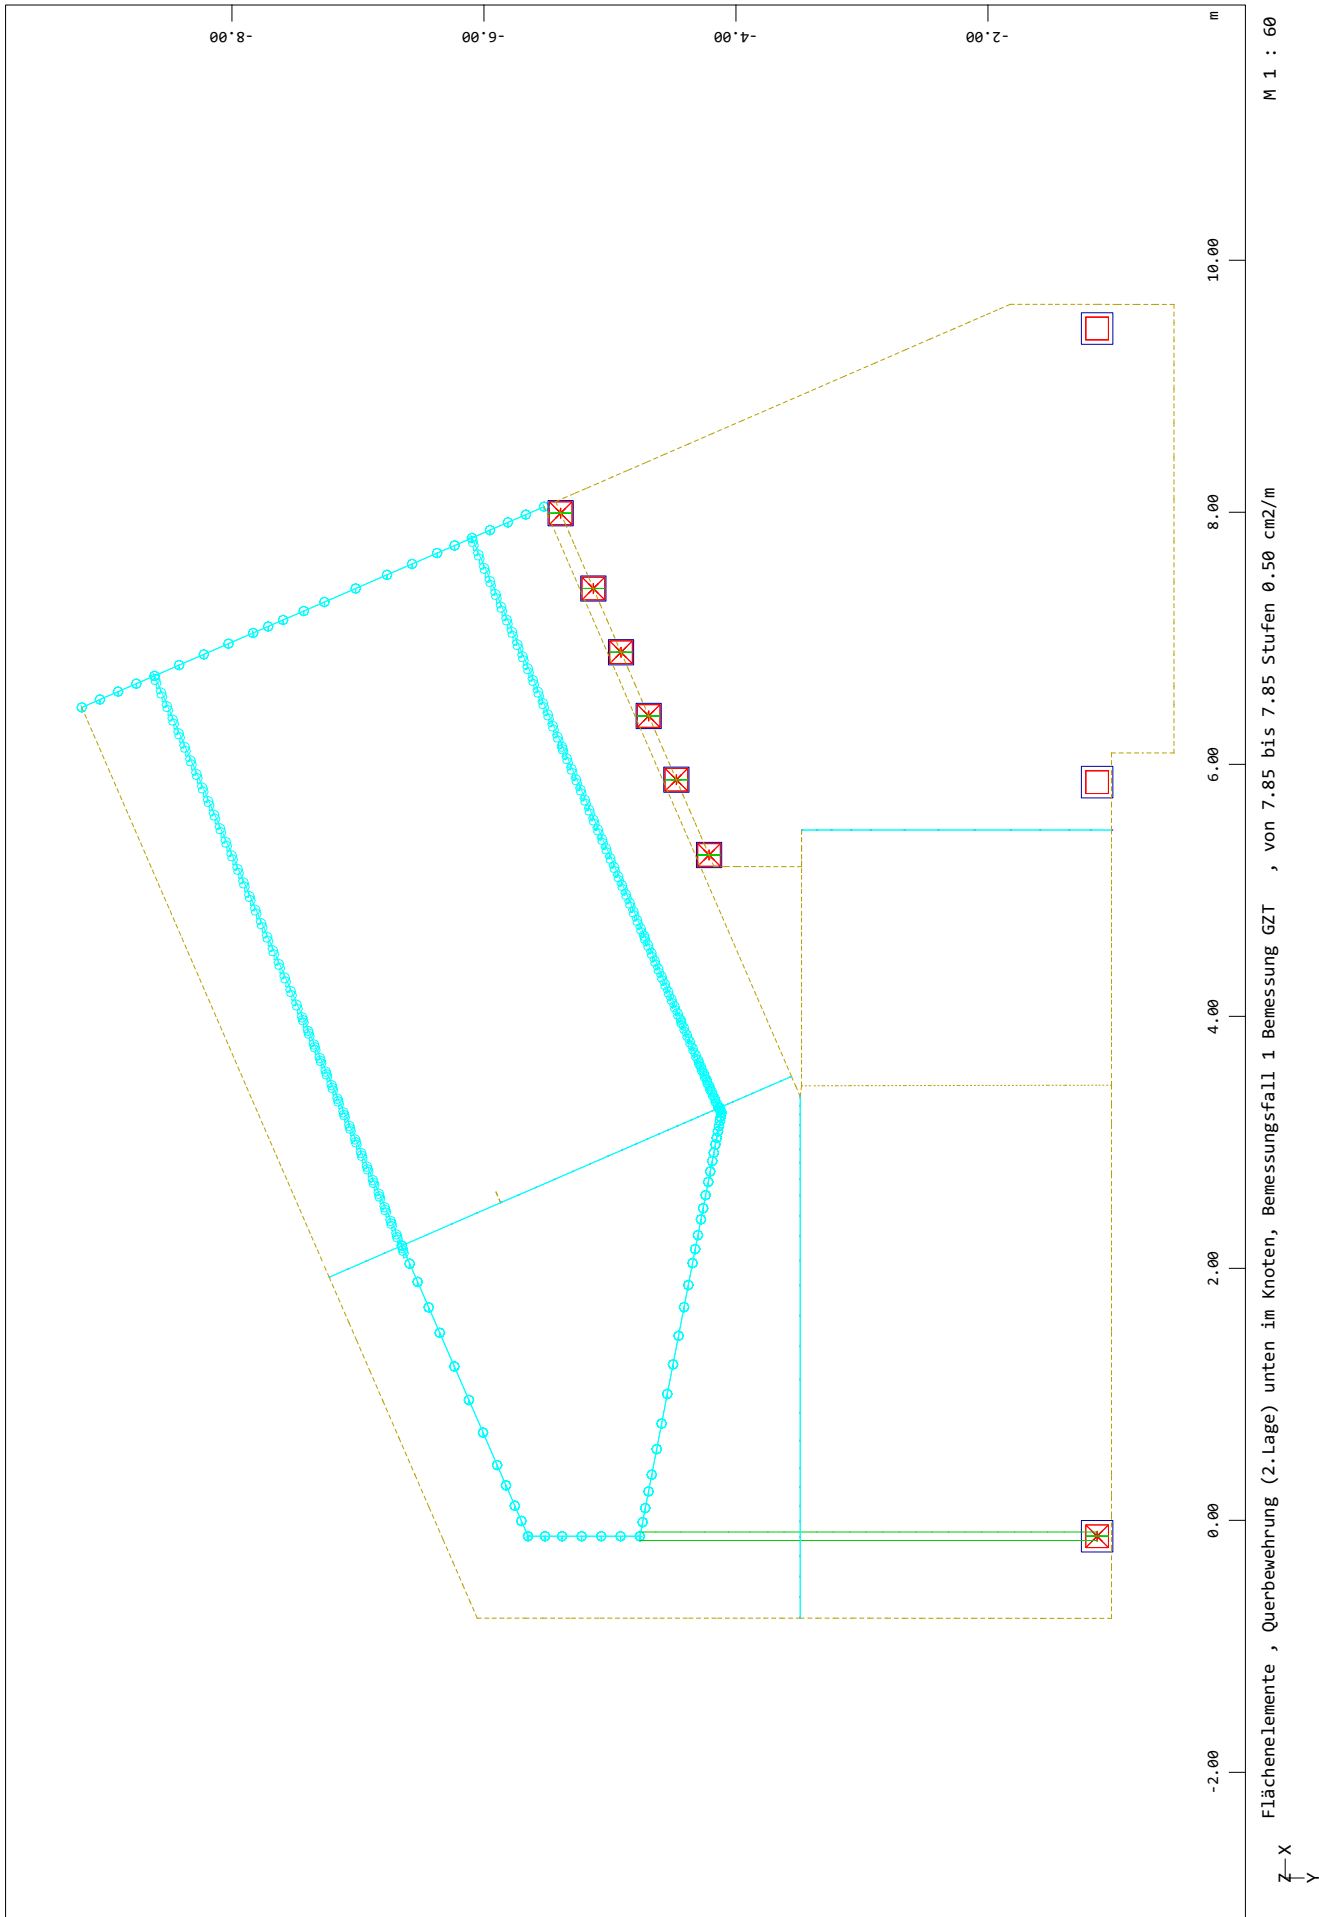 -8.00
-6.00
-4.00
-2.00
m
10.00
8.00
6.00
4.00
2.00
0.00
-2.00
M 1 : 60
Flächenelemente , Querbewehrung (2.Lage) unten im Knoten, Bemessungsfall 1 Bemessung GZT , von 7.85 bis 7.85 Stufen 0.50 cm2/m
X
Z
Y